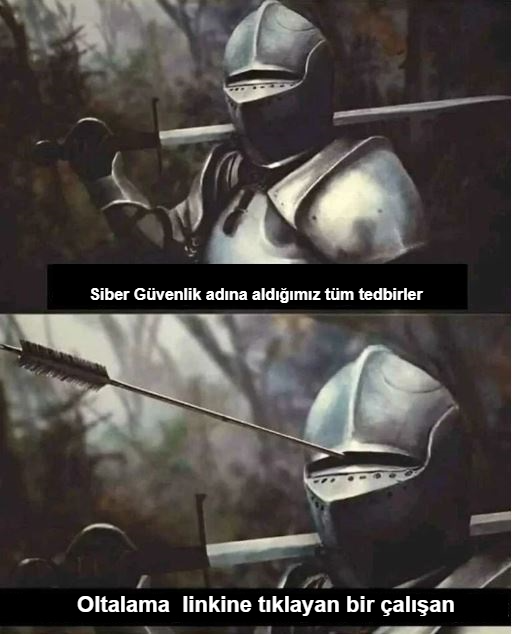 Siber Güvenlik adına aldığımız tüm tedbirler
Oltalama linkine tıklayan bir çalışan